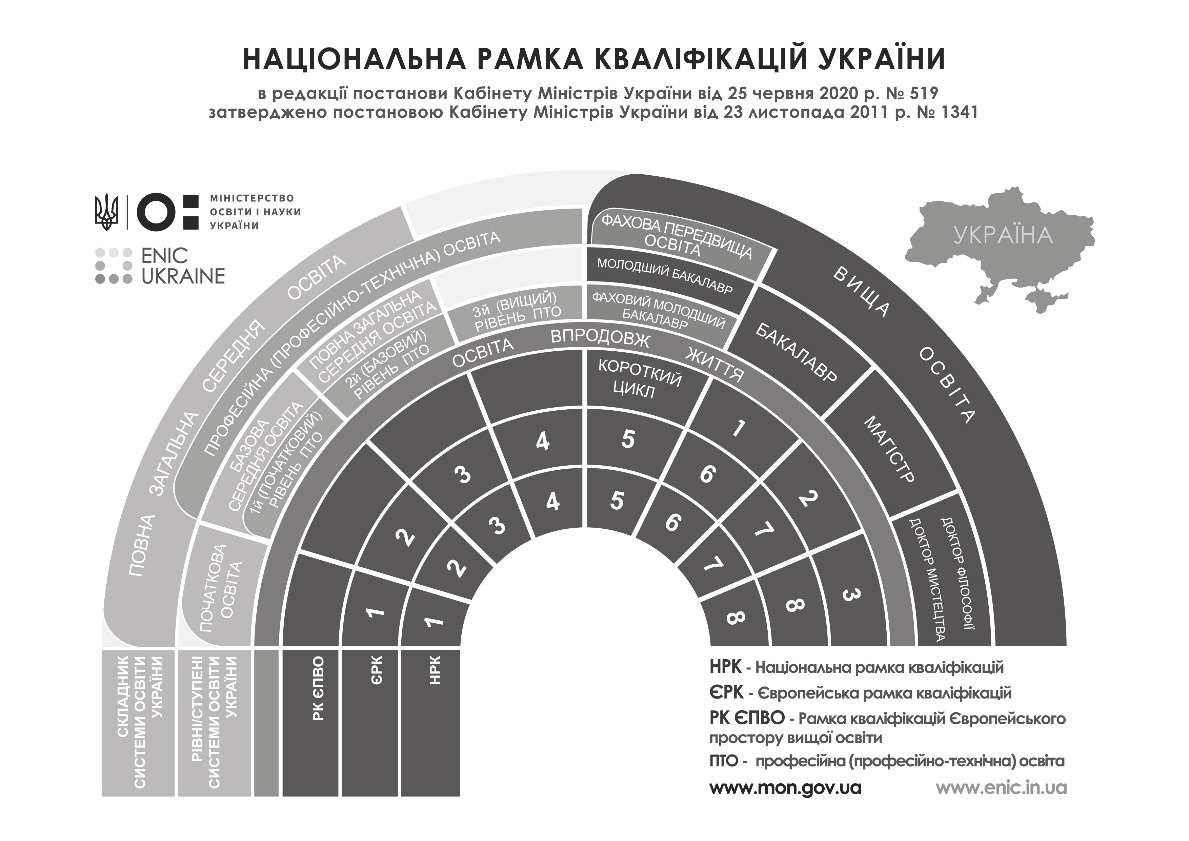 НАЦІОНАЛЬНА РАМКА КВАЛІФІКАЦІЙ УКРАЇНИ
в редакції постанови Кабінету Міністрів України від 25 червня 2020 р. № 519
затверджено постановою Кабінету Міністрів України від 23 листопада 2011 р. № 1341
МІНІСТЕРСТВО
ОСВІТИ І НАУКИ
УКРАЇНИ
ENIC
UKRAINE
УКРАЇНА
ПОВНА ЗАГАЛЬНА СЕРЕДНЯ ОСВІТА
ПРОФЕСІЙНА (ПРОФЕСІЙНО-ТЕХНІЧНА) ОСВІТА
ФАХОВА ПЕРЕДВИЩА
ОСВІТА
ВИЩА ОСВІТА
ПОЧАТКОВА
ОСВІТА
БАЗОВА
СЕРЕДНЯ ОСВІТА
1й (ПОЧАТКОВИЙ)
РІВЕНЬ ПТО
ПОВНА ЗАГАЛЬНА
СЕРЕДНЯ ОСВІТА
2й (БАЗОВИЙ)
РІВЕНЬ ПТО
3й (ВИЩИЙ)
РІВЕНЬ ПТО
МОЛОДШИЙ БАКАЛАВР
ФАХОВИЙ МОЛОДШИЙ
БАКАЛАВР
БАКАЛАВР
МАГІСТР
ДОКТОР ФІЛОСОФІЇ
ДОКТОР МИСТЕЦТВА
ОСВІТА ВПРОДОВЖ ЖИТТЯ
КОРОТКИЙ
ЦИКЛ
1
2
3
1
2
3
4
5
6
7
8
1
2
3
4
5
6
7
8
СКЛАДНИК
СИСТЕМИ ОСВІТИ
УКРАЇНИ
РІВНІ/СТУПЕНІ
СИСТЕМИ ОСВІТИ
УКРАЇНИ
РК ЄПВО
ЄРК
НРК
НРК - Національна рамка кваліфікацій
ЄРК - Європейська рамка кваліфікацій
РК ЄПВО - Рамка кваліфікацій Європейського
простору вищої освіти
ПТО - професійна (професійно-технічна) освіта
www.mon.gov.ua
www.enic.in.ua